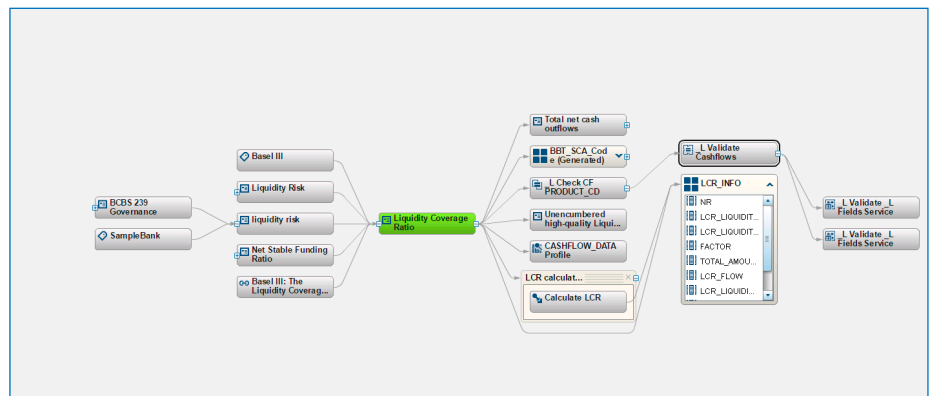 BCBS 239
Governance
SampleBank
Basel III
Liquidity Risk
liquidity risk
Net Stable Funding
Ratio
Basel III: The
Liquidity Coverag...
Liquidity Coverage
Ratio
Total net cash
outflows
BBT_SCA_Cod
e (Generated)
_L Check CF
PRODUCT_CD
Unencumbered
high-quality Liqui...
CASHFLOW_DATA
Profile
LCR calculat...
Calculate LCR
_L Validate
Cashflows
LCR_INFO
NR
LCR_LIQUIDIT...
LCR_LIQUIDIT...
FACTOR
TOTAL_AMOU...
LCR_FLOW
LCR_LIQUIDI...
_L Validate _L
Fields Service
_L Validate _L
Fields Service